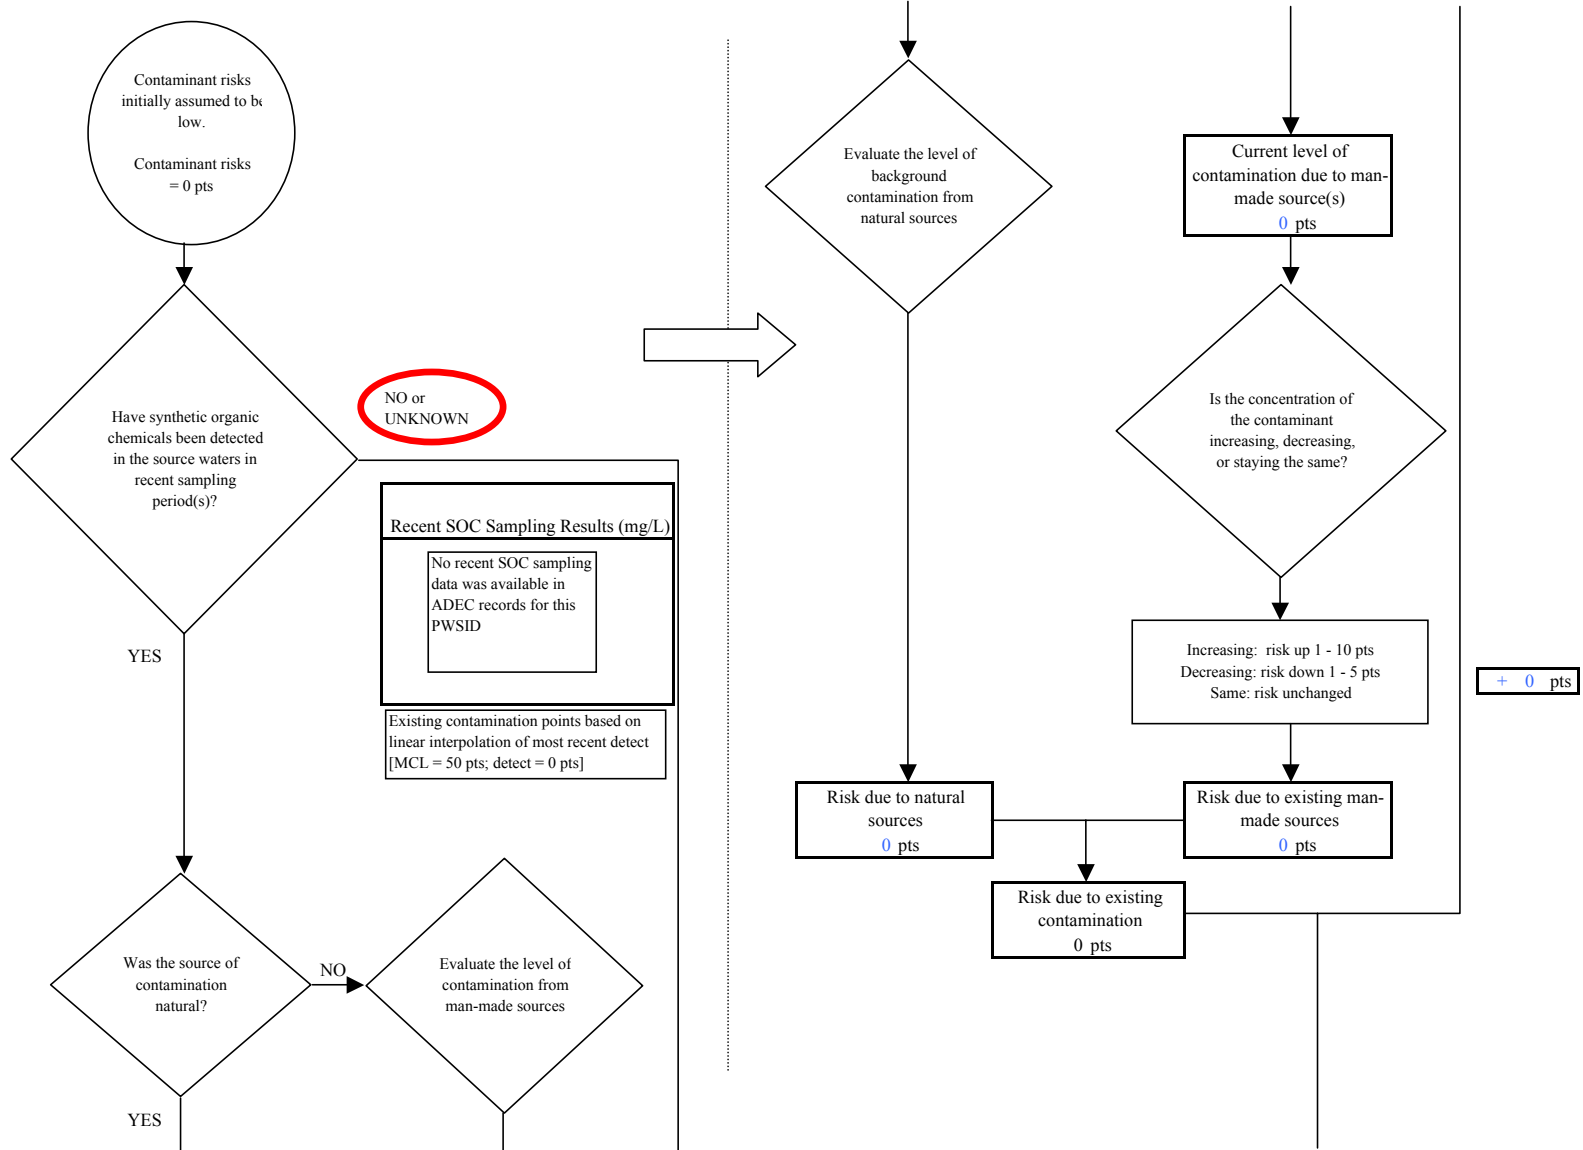 Contaminant risks
initially assumed to be
low.
Contaminant risks
= 0 pts
Have synthetic organic
chemicals been detected
in the source waters in
recent sampling
period(s)?
NO or
UNKNOWN
Recent SOC Sampling Results (mg/L)
No recent SOC sampling
data was available in
ADEC records for this
PWSID
YES
Existing contamination points based on
linear interpolation of most recent detect
[MCL = 50 pts; detect = 0 pts]
Was the source of
contamination
natural?
NO
Evaluate the level of
contamination from
man-made sources
YES
Evaluate the level of
background
contamination from
natural sources
Current level of
contamination due to man-
made source(s)
0 pts
Is the concentration of
the contaminant
increasing, decreasing,
or staying the same?
Increasing: risk up 1 - 10 pts
Decreasing: risk down 1 - 5 pts
Same: risk unchanged
+ 0 pts
Risk due to natural
sources
0 pts
Risk due to existing man-
made sources
0 pts
Risk due to existing
contamination
0 pts